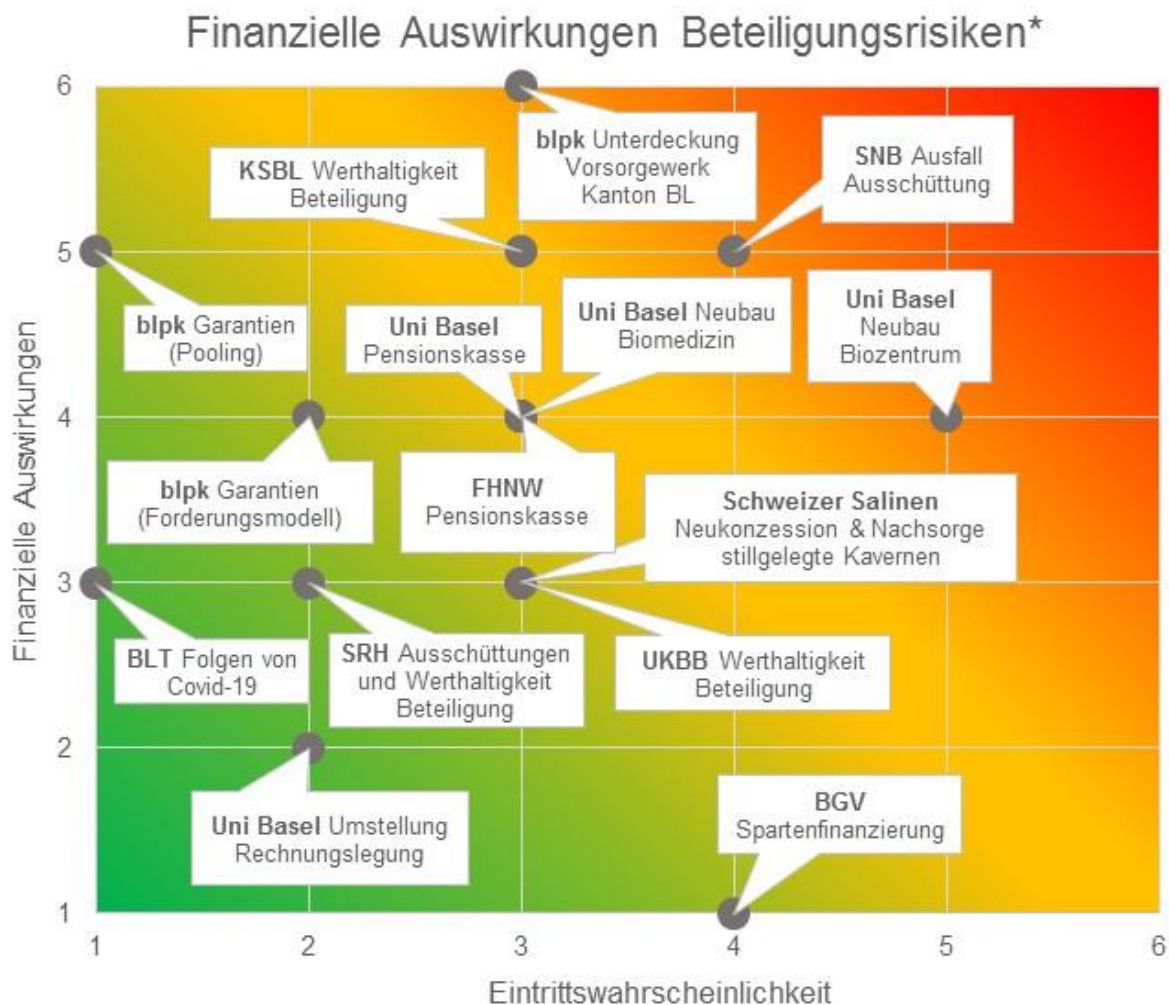 Finanzielle Auswirkungen Beteiligungsrisiken*
Finanzielle Auswirkungen
6
5
4
3
2
1
blpk Unterdeckung
Vorsorgewerk
Kanton BL
SNB Ausfall
Ausschüttung
KSBL Werthaltigkeit
Beteiligung
blpk Garantien
(Pooling)
Uni Basel
Pensionskasse
Uni Basel Neubau
Biomedizin
Uni Basel
Neubau
Biozentrum
blpk Garantien
(Forderungsmodell)
FHNW
Pensionskasse
Schweizer Salinen
Neukonzession & Nachsorge
stillgelegte Kavernen
BLT Folgen von
Covid-19
SRH Ausschüttungen
und Werthaltigkeit
Beteiligung
UKBB Werthaltigkeit
Beteiligung
Uni Basel Umstellung
Rechnungslegung
BGV
Spartenfinanzierung
1 2 3 4 5 6
Eintrittswahrscheinlichkeit